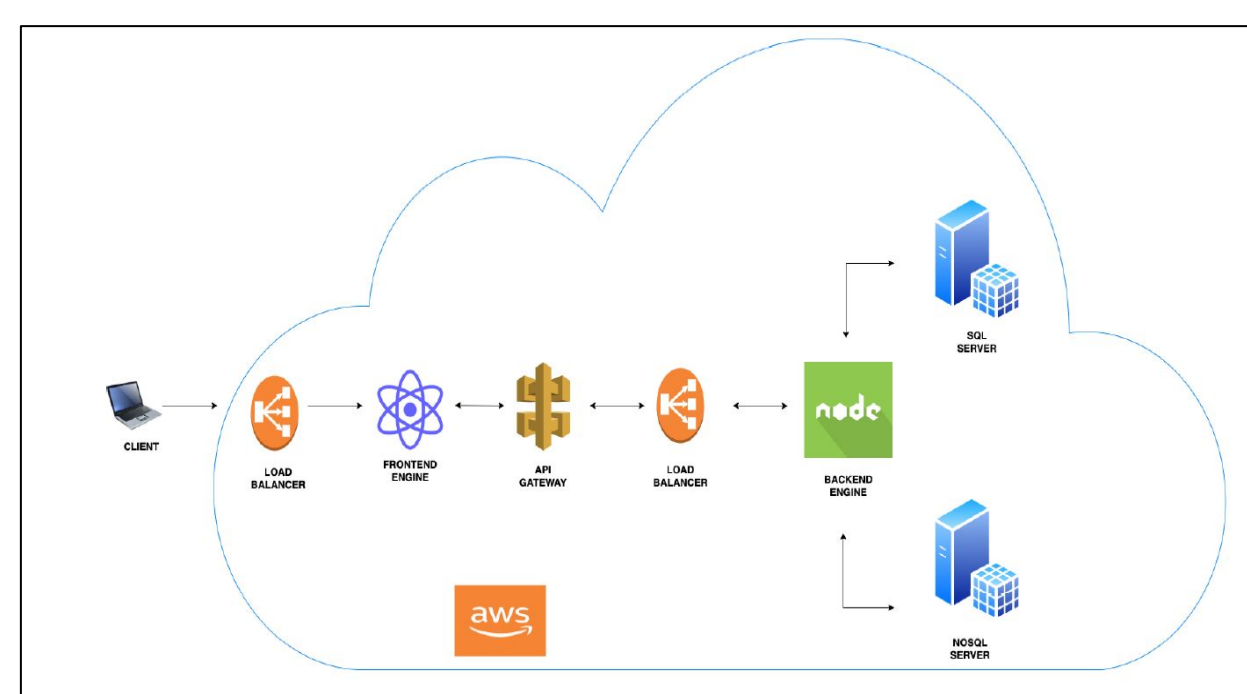 CLIENT
LOAD
BALANCER
FRONTEND
ENGINE
API
GATEWAY
LOAD
BALANCER
node
BACKEND
ENGINE
SQL
SERVER
NOSQL
SERVER
aws